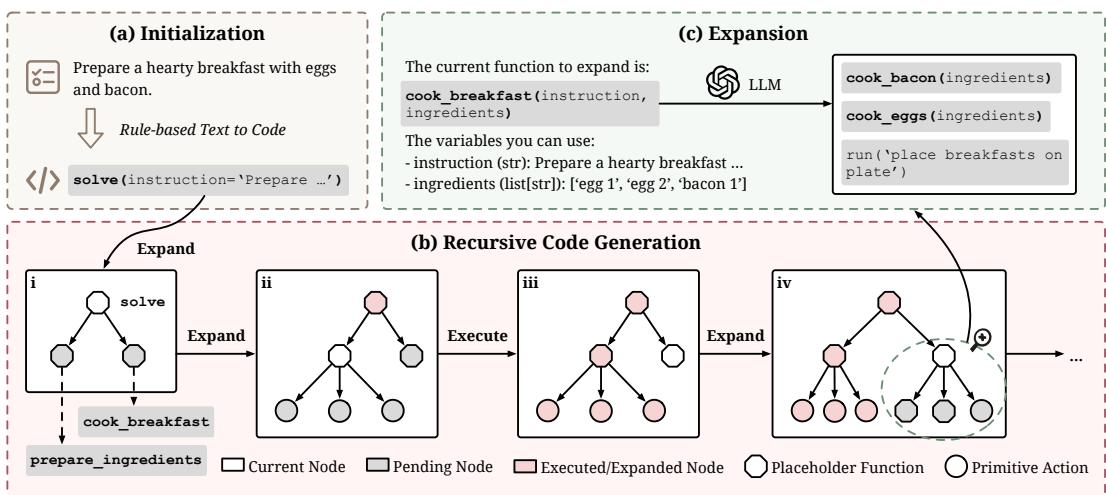 (a) Initialization
Prepare a hearty breakfast with eggs
and bacon.
Rule-based Text to Code
solve(instruction=‘Prepare …’)
(c) Expansion
The current function to expand is:
cook_breakfast(instruction,
ingredients)
The variables you can use:
- instruction (str): Prepare a hearty breakfast …
- ingredients (list[str]): [‘egg 1’, ‘egg 2’, ‘bacon 1’]
LLM
cook_bacon(ingredients)
cook_eggs(ingredients)
run(‘place breakfasts on
plate’)
(b) Recursive Code Generation
Expand
i
solve
cook_breakfast
prepare_ingredients
Expand
ii
Execute
iii
Expand
iv
...
Current Node
Pending Node
Executed/Expanded Node
Placeholder Function
Primitive Action